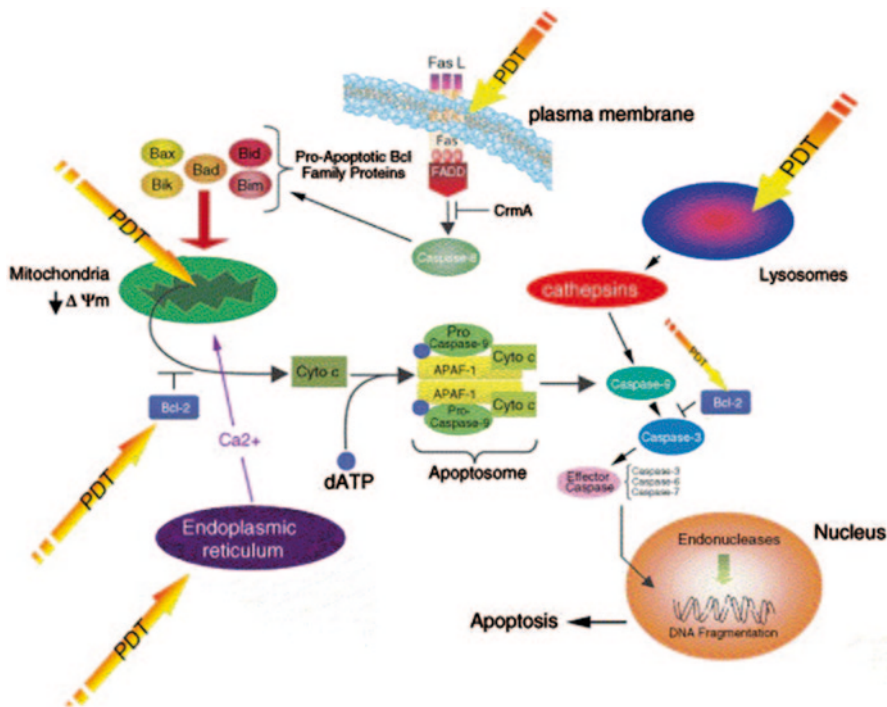 PDT
Fas L
PDT
plasma membrane
Fas
FADD
CrmA
Caspase-8
Pro-Apoptotic Bcl
Family Proteins
Bax
Bad
Bid
Bik
Bim
PDT
Mitochondria
Δ Ψm
Lysosomes
cathepsins
Pro
Caspase-9
Cyto c
APAF-1
APAF-1
Pro-
Caspase-9
Cyto c
Cyto c
dATP
Apoptosome
Caspase-9
PDT
Bcl-2
Caspase-3
Effector
Caspase
Caspase-3
Caspase-6
Caspase-7
Bcl-2
Ca2+
PDT
Endoplasmic
reticulum
PDT
PDT
Nucleus
Endonucleases
DNA Fragmentation
Apoptosis